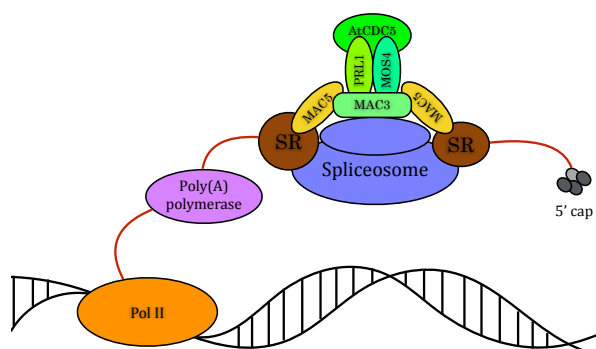 AtCDC5
PRL1
MOS4
MAC5
MAC5
MAC3
SR
SR
Spliceosome
Poly(A)
polymerase
5' cap
Pol II